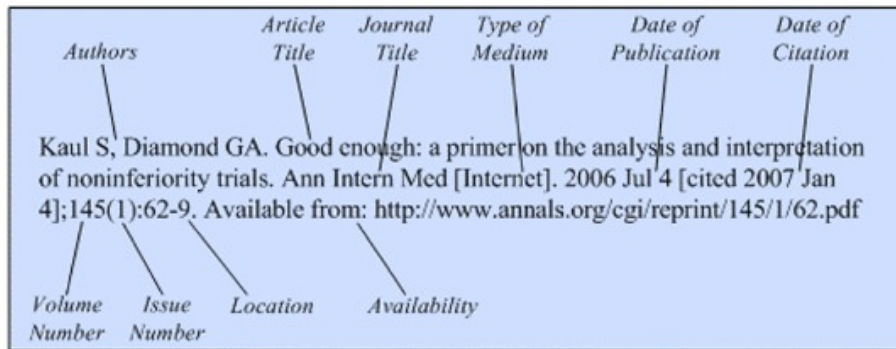 Authors Article Title Journal Title Type of Medium Date of Publication Date of Citation
Kaul S, Diamond GA. Good enough: a primer on the analysis and interpretation
of noninferiority trials. Ann Intern Med [Internet]. 2006 Jul 4 [cited 2007 Jan
4];145(1):62-9. Available from: http://www.annals.org/cgi/reprint/145/1/62.pdf
Volume Number Issue Number Location Availability